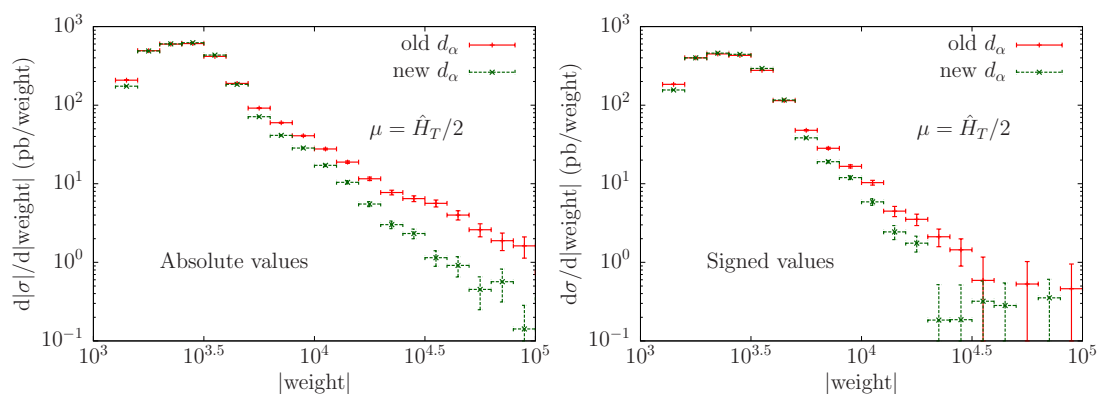 10^3
10^2
10^1
10^0
10^{-1}
d|σ|/d|weight| (pb/weight)
old d_α
new d_α
μ = Ĥ_T/2
Absolute values
10^3
10^{3.5}
10^4
10^{4.5}
10^5
|weight|
10^3
10^2
10^1
10^0
10^{-1}
dσ/d|weight| (pb/weight)
old d_α
new d_α
μ = Ĥ_T/2
Signed values
10^3
10^{3.5}
10^4
10^{4.5}
10^5
|weight|